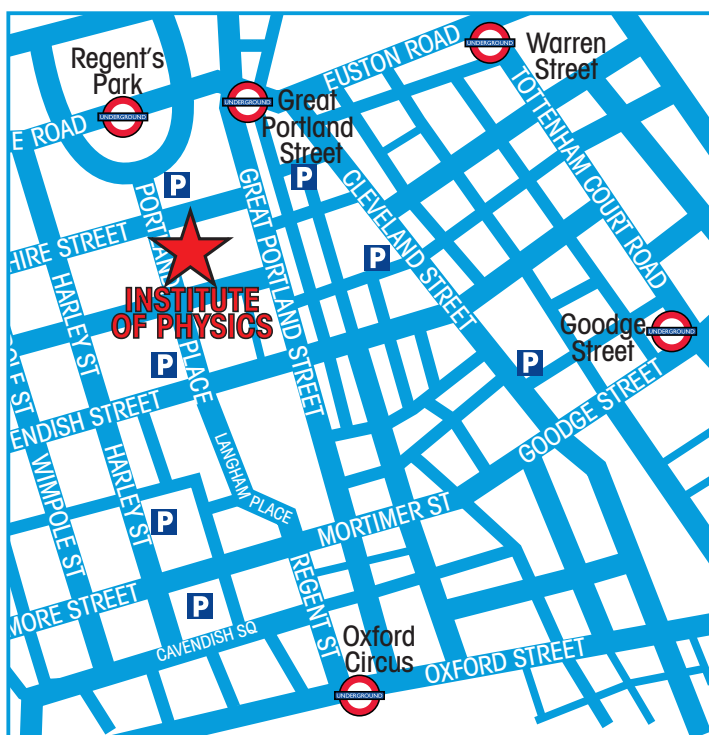 EUSTON ROAD
UNDERGROUND
Warren
Street
Regent's
Park
UNDERGROUND
UNDERGROUND
Great
Portland
Street
E ROAD
TOTTENHAM COURT ROAD
P
P
PORTLAND PLACE
GREAT PORTLAND STREET
CLEVELAND STREET
HIRE STREET
P
INSTITUTE
OF PHYSICS
HARLEY ST
Goodge
Street
UNDERGROUND
P
P
OLE ST
ENDISH STREET
GOODGE STREET
LANGHAM PLACE
WIMPOLE ST
HARLEY ST
P
MORTIMER ST
REGENT ST
MORE STREET
P
CAVENDISH SQ
Oxford
Circus
OXFORD STREET
UNDERGROUND